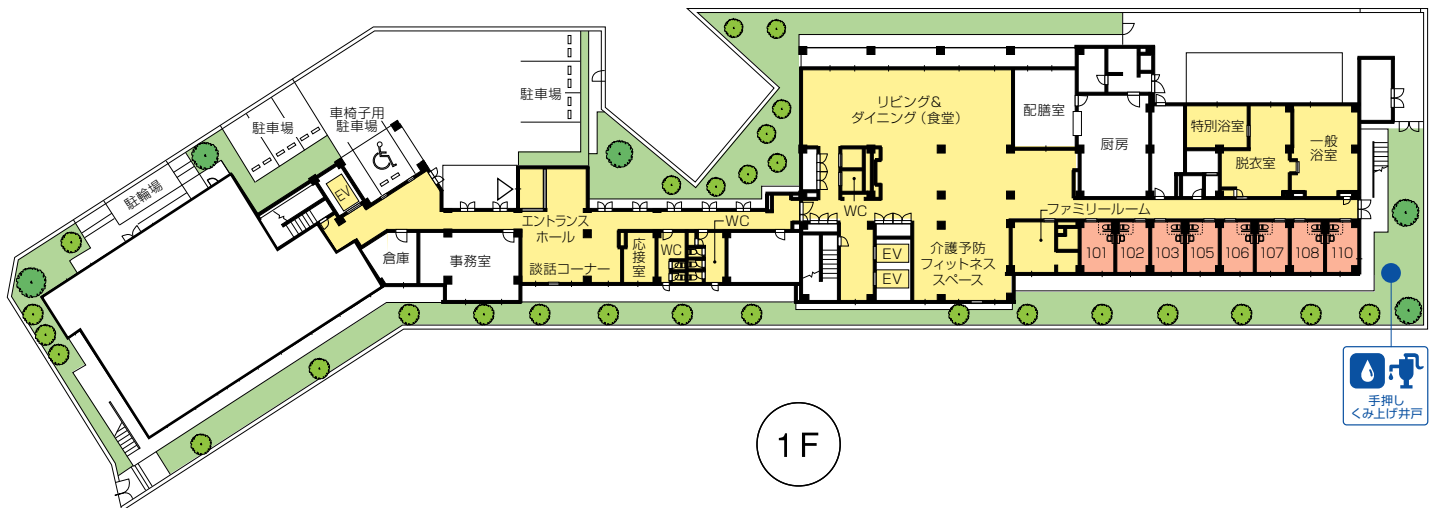 駐車場
車椅子用
駐車場
駐車場
駐輪場
EV
リビング&
ダイニング（食堂）
配膳室
厨房
特別浴室
脱衣室
一般
浴室
WC
ファミリールーム
エントランス
ホール
談話コーナー
応接室
WC
WC
倉庫
事務室
EV
EV
介護予防
フィットネス
スペース
101
102
103
105
106
107
108
110
手押し
くみ上げ井戸
1F